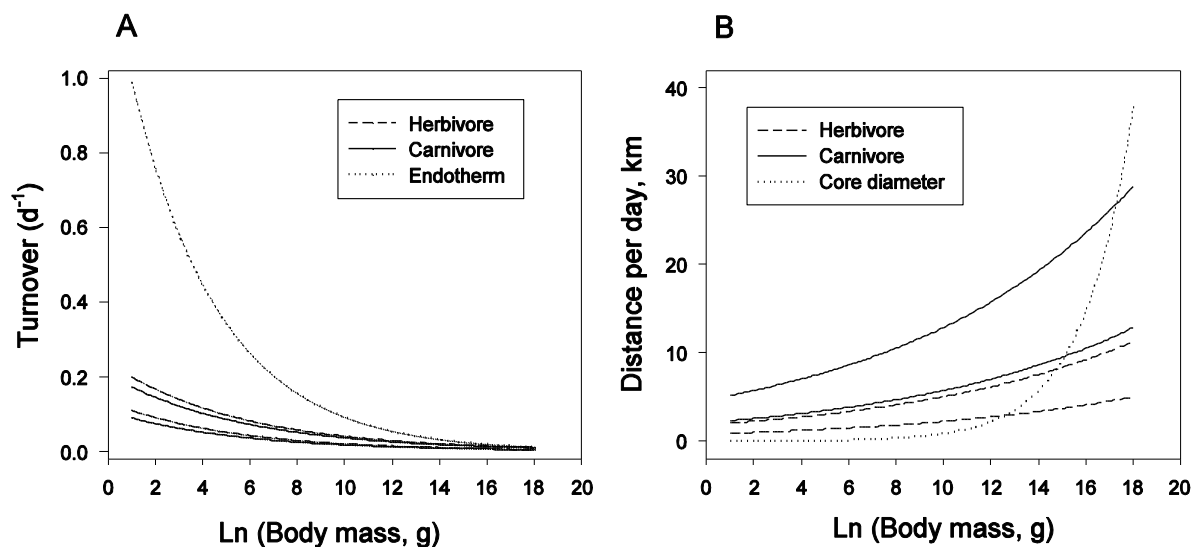 A
1.0
0.8
0.6
0.4
0.2
0.0
Turnover (d-1)
Herbivore
Carnivore
Endotherm
0 2 4 6 8 10 12 14 16 18 20
Ln (Body mass, g)
B
40
30
20
10
0
Distance per day, km
Herbivore
Carnivore
Core diameter
0 2 4 6 8 10 12 14 16 18 20
Ln (Body mass, g)